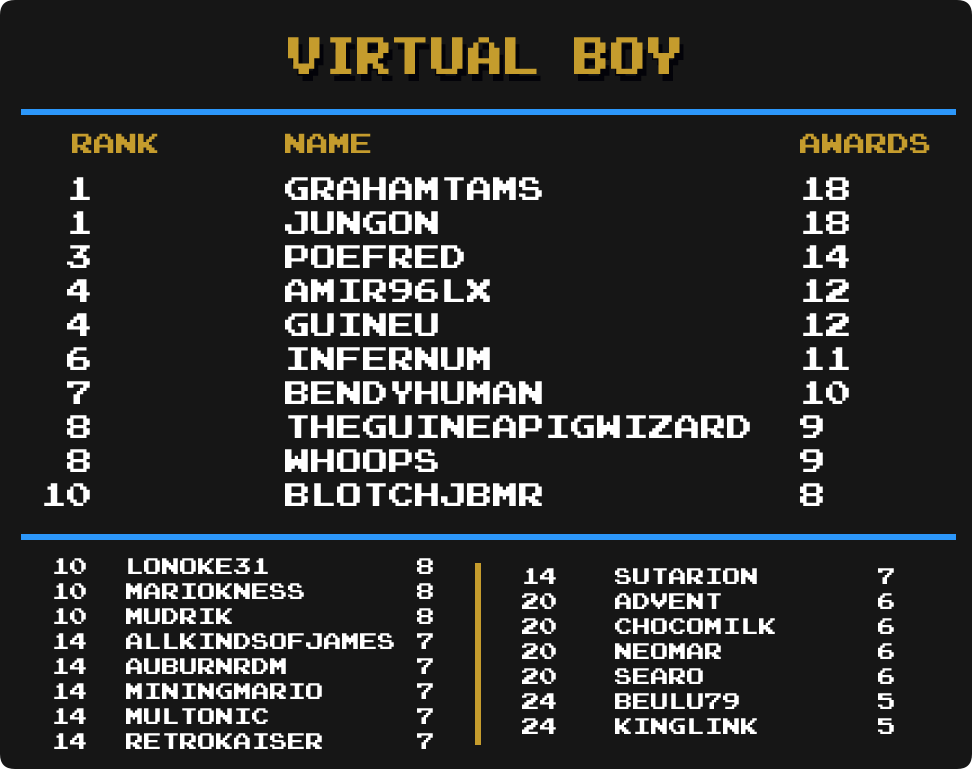 VIRTUAL BOY
RANK NAME AWARDS
1 GRAHAMTAMS 18
1 JUNGON 18
3 POEFRED 14
4 AMIR96LX 12
4 GUINEU 12
6 INFERNUM 11
7 BENDYHUMAN 10
8 THEGUINEAPIGWIZARD 9
8 WHOOPS 9
10 BLOTCHJBMR 8
10 LONOKE31 8
10 MARIOKNESS 8
10 MUDRIK 8
14 ALLKINDSOFJAMES 7
14 AUBURNRDM 7
14 MININGMARIO 7
14 MULTONIC 7
14 RETROKAISER 7
14 SUTARION 7
20 ADVENT 6
20 CHOCOMILK 6
20 NEOMAR 6
20 SEARO 6
24 BEULU79 5
24 KINGLINK 5